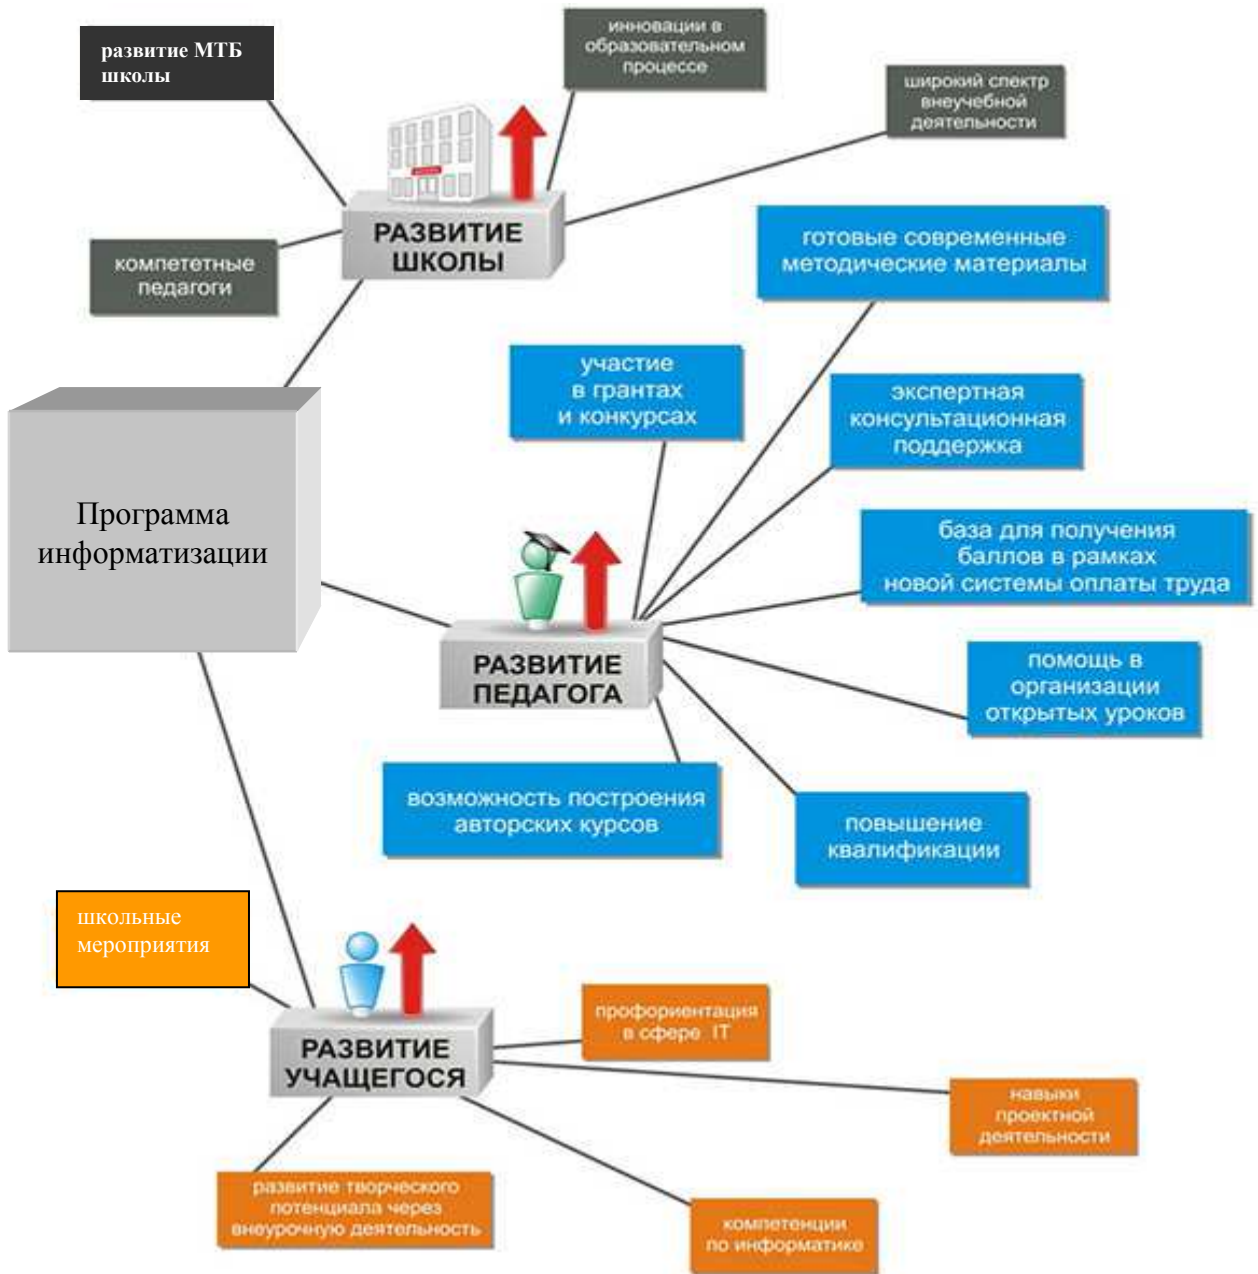 развитие МТБ
школы
инновации в
образовательном
процессе
широкий спектр
внеучебной
деятельности
РАЗВИТИЕ
ШКОЛЫ
компететные
педагоги
готовые современные
методические материалы
участие
в грантах
и конкурсах
экспертная
консультационная
поддержка
Программа
информатизации
база для получения
баллов в рамках
новой системы оплаты труда
РАЗВИТИЕ
ПЕДАГОГА
помощь в
организации
открытых уроков
возможность построения
авторских курсов
повышение
квалификации
школьные
мероприятия
РАЗВИТИЕ
УЧАЩЕГОСЯ
профориентация
в сфере IT
навыки
проектной
деятельности
развитие творческого
потенциала через
внеурочную деятельность
компетенции
по информатике